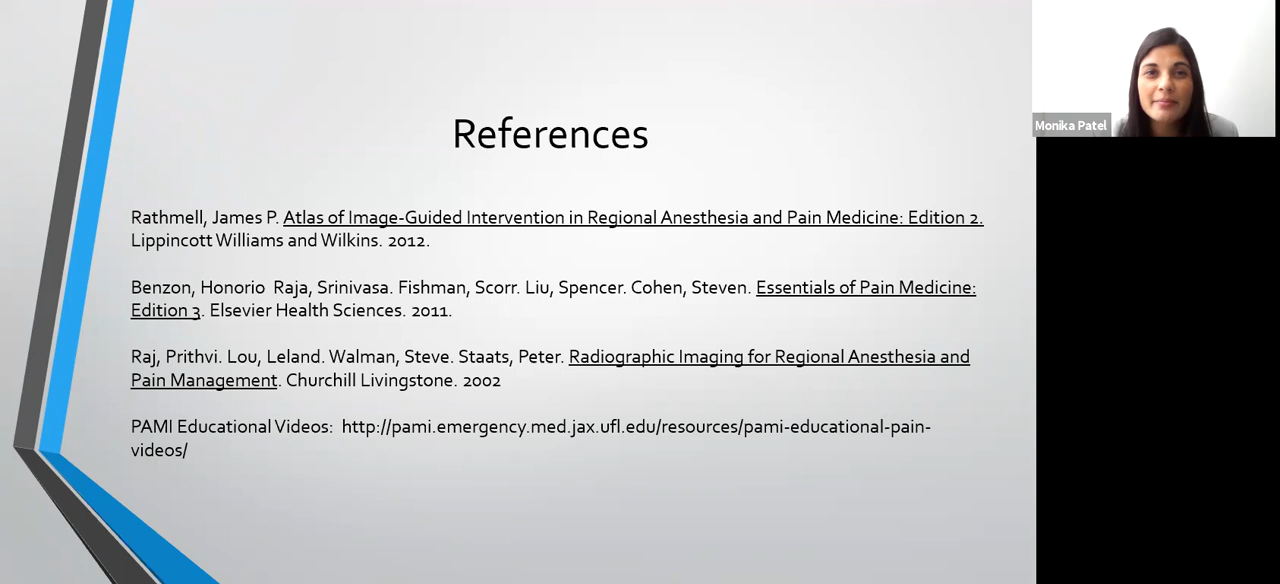 References
Rathmell, James P. Atlas of Image-Guided Intervention in Regional Anesthesia and Pain Medicine: Edition 2.
Lippincott Williams and Wilkins. 2012.
Benzon, Honorio  Raja, Srinivasa. Fishman, Scorr. Liu, Spencer. Cohen, Steven. Essentials of Pain Medicine:
Edition 3. Elsevier Health Sciences. 2011.
Raj, Prithvi. Lou, Leland. Walman, Steve. Staats, Peter. Radiographic Imaging for Regional Anesthesia and
Pain Management. Churchill Livingstone. 2002
PAMI Educational Videos:  http://pami.emergency.med.jax.ufl.edu/resources/pami-educational-pain-
videos/
Monika Patel